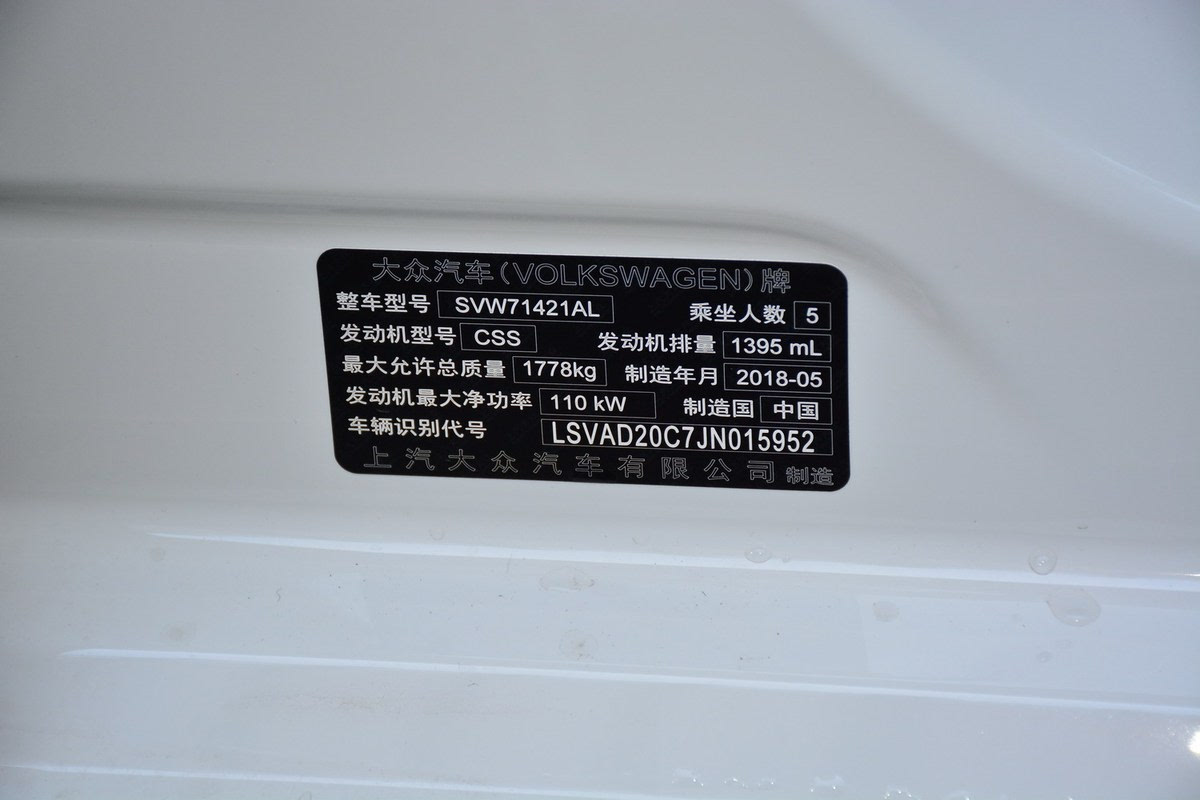 大众汽车(VOLKSWAGEN)牌
整车型号 SVW71421AL 乘坐人数 5
发动机型号 CSS 发动机排量 1395 mL
最大允许总质量 1778kg 制造年月 2018-05
发动机最大净功率 110 kW 制造国 中国
车辆识别代号 LSVAD20C7JN015952
上汽大众汽车有限公司 制造